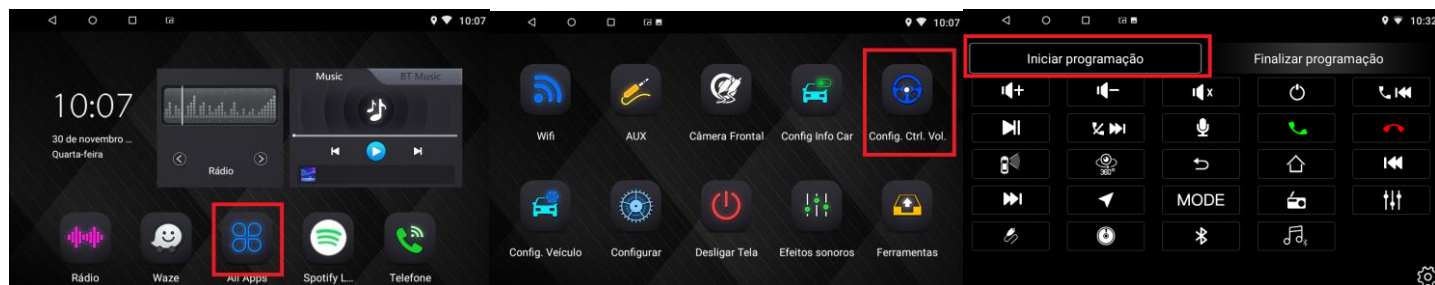 10:07
Music
BT Music
10:07
30 de novembro ...
Quarta-feira
Rádio
Rádio
Waze
All Apps
Spotify L...
Telefone
10:07
Wifi
AUX
Câmera Frontal
Config Info Car
Config. Ctrl. Vol.
Config. Veículo
Configurar
Desligar Tela
Efeitos sonoros
Ferramentas
10:32
Iniciar programação
Finalizar programação
360°
MODE